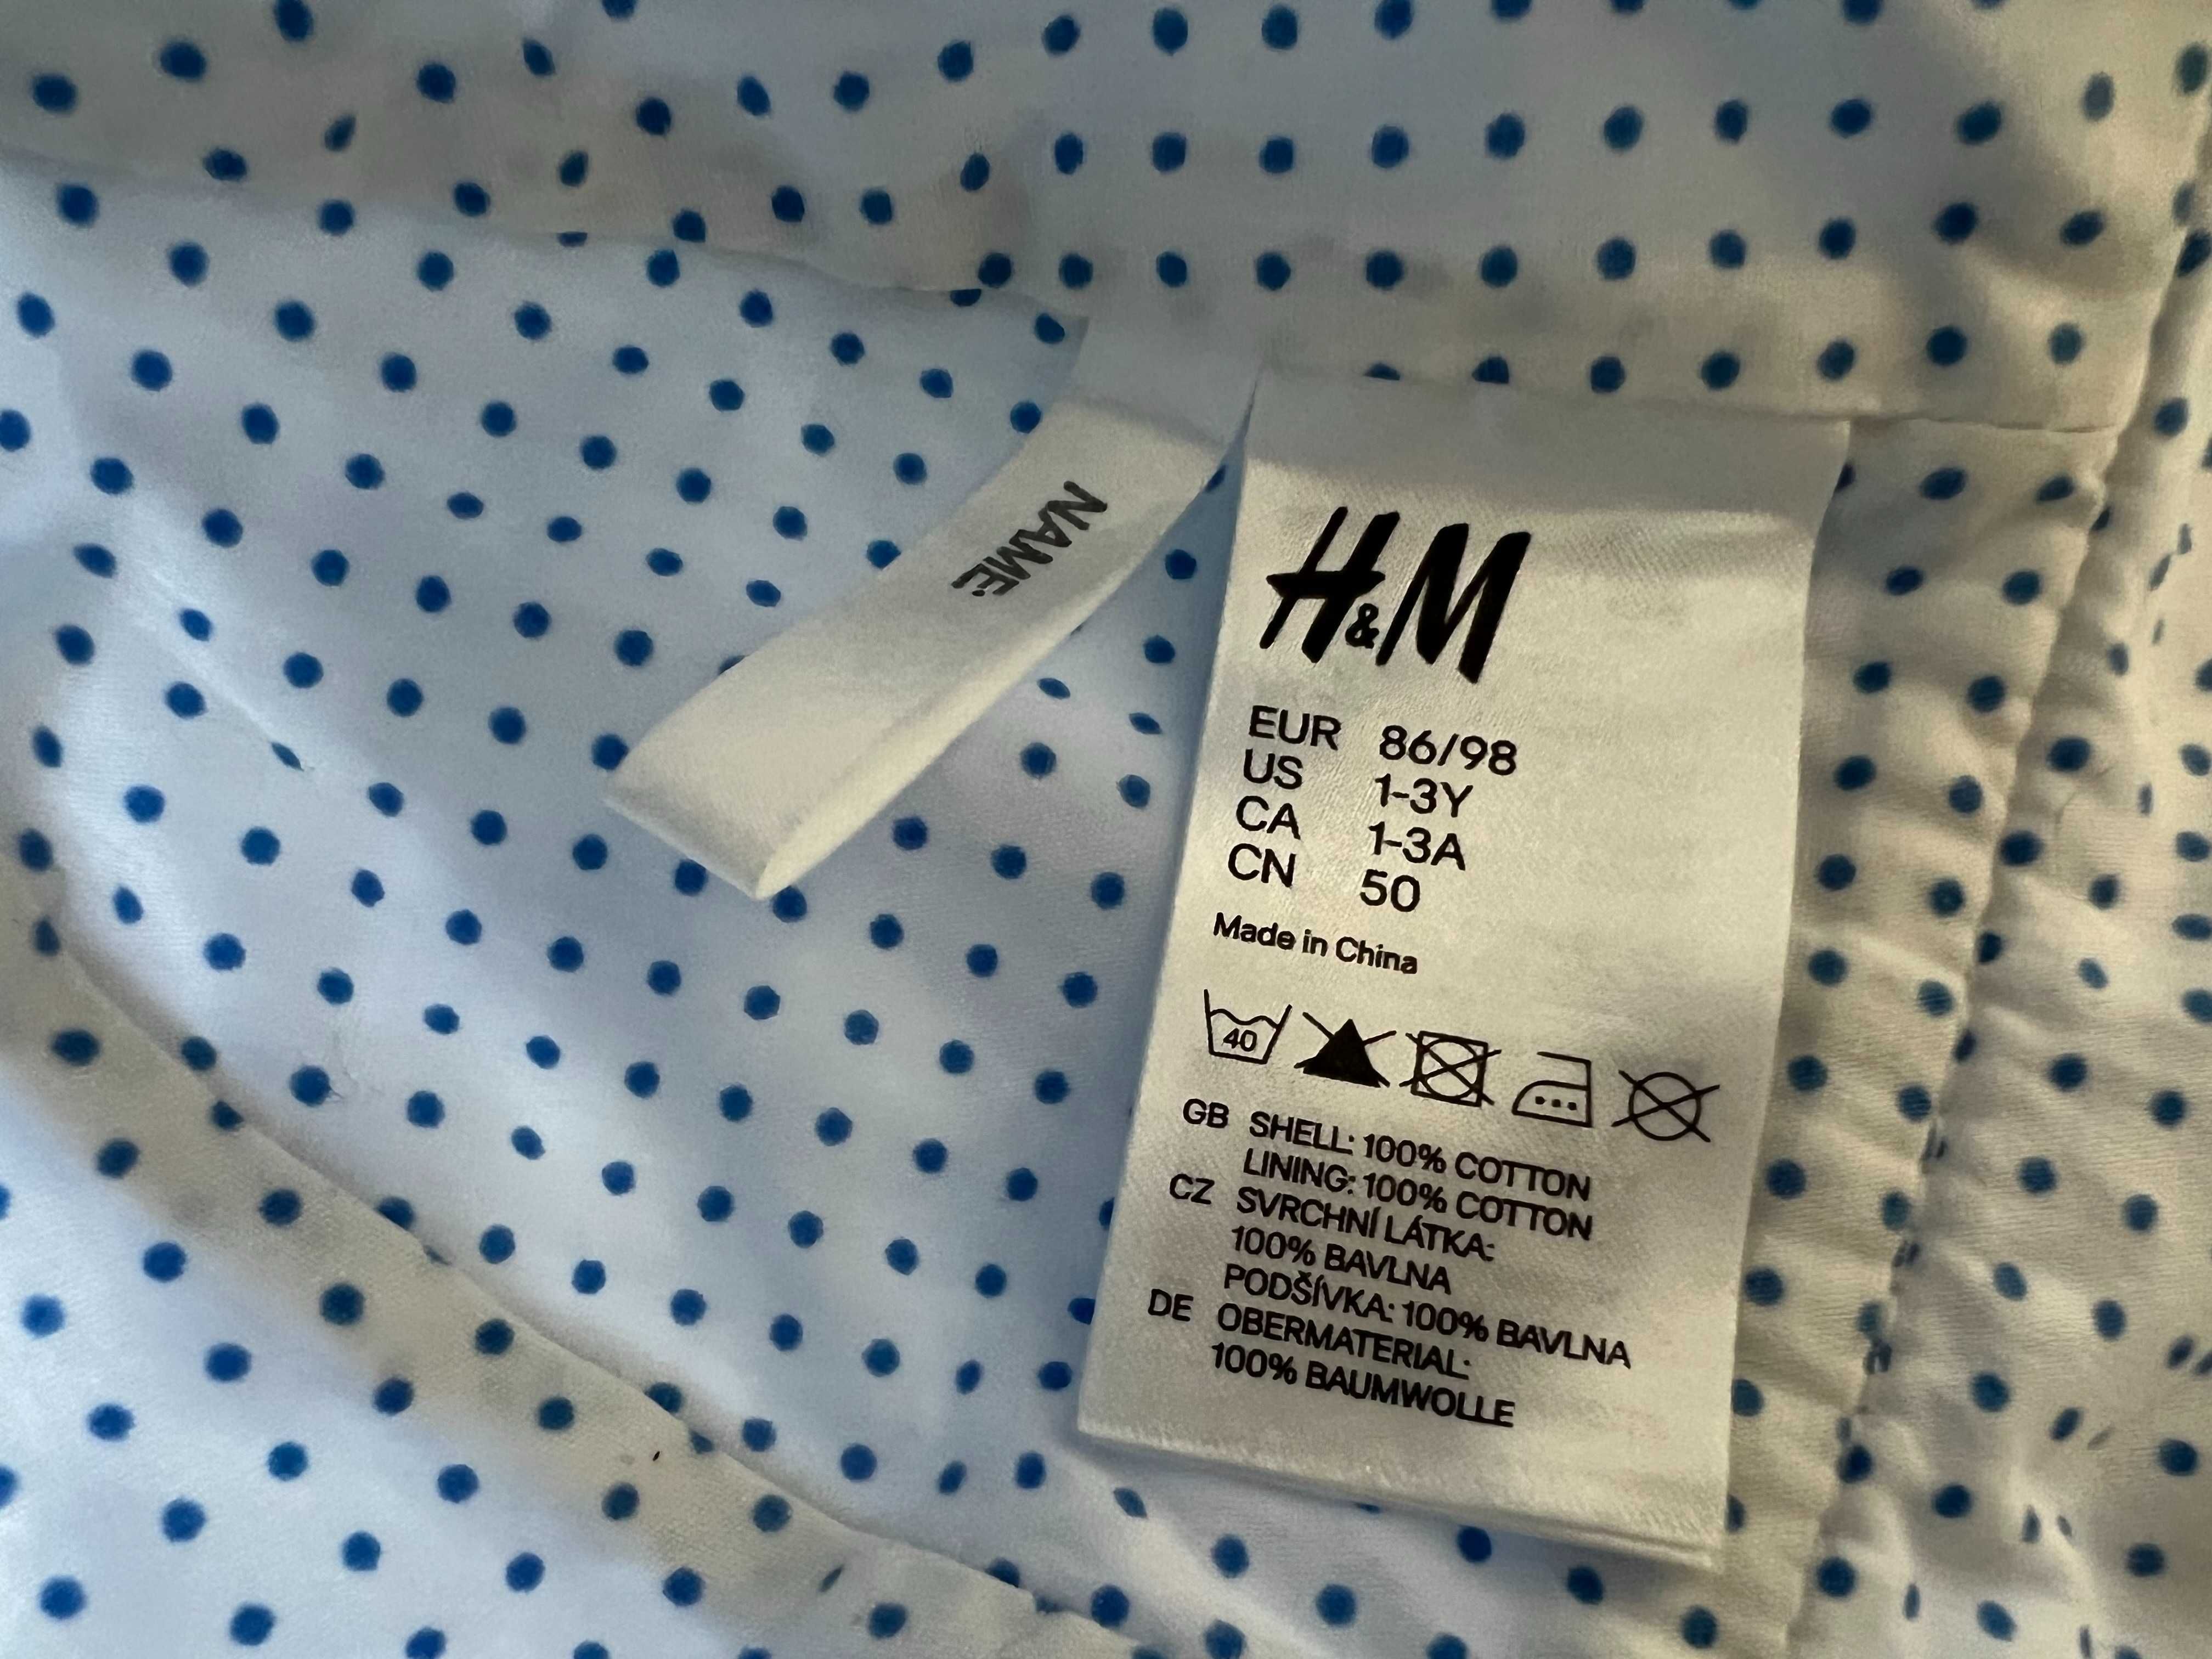 NAME:
H&M
EUR 86/98
US 1-3Y
CA 1-3A
CN 50
Made in China
40
GB SHELL: 100% COTTON
LINING: 100% COTTON
CZ SVRCHNÍ LÁTKA:
100% BAVLNA
PODŠÍVKA: 100% BAVLNA
DE OBERMATERIAL:
100% BAUMWOLLE